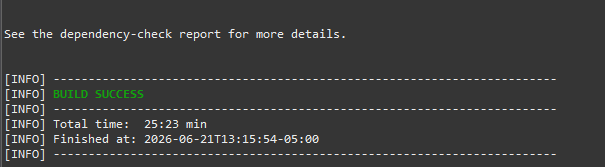 See the dependency-check report for more details.
[INFO] ------------------------------------------------------------------------
[INFO] BUILD SUCCESS
[INFO] ------------------------------------------------------------------------
[INFO] Total time:  25:23 min
[INFO] Finished at: 2026-06-21T13:15:54-05:00
[INFO] ------------------------------------------------------------------------